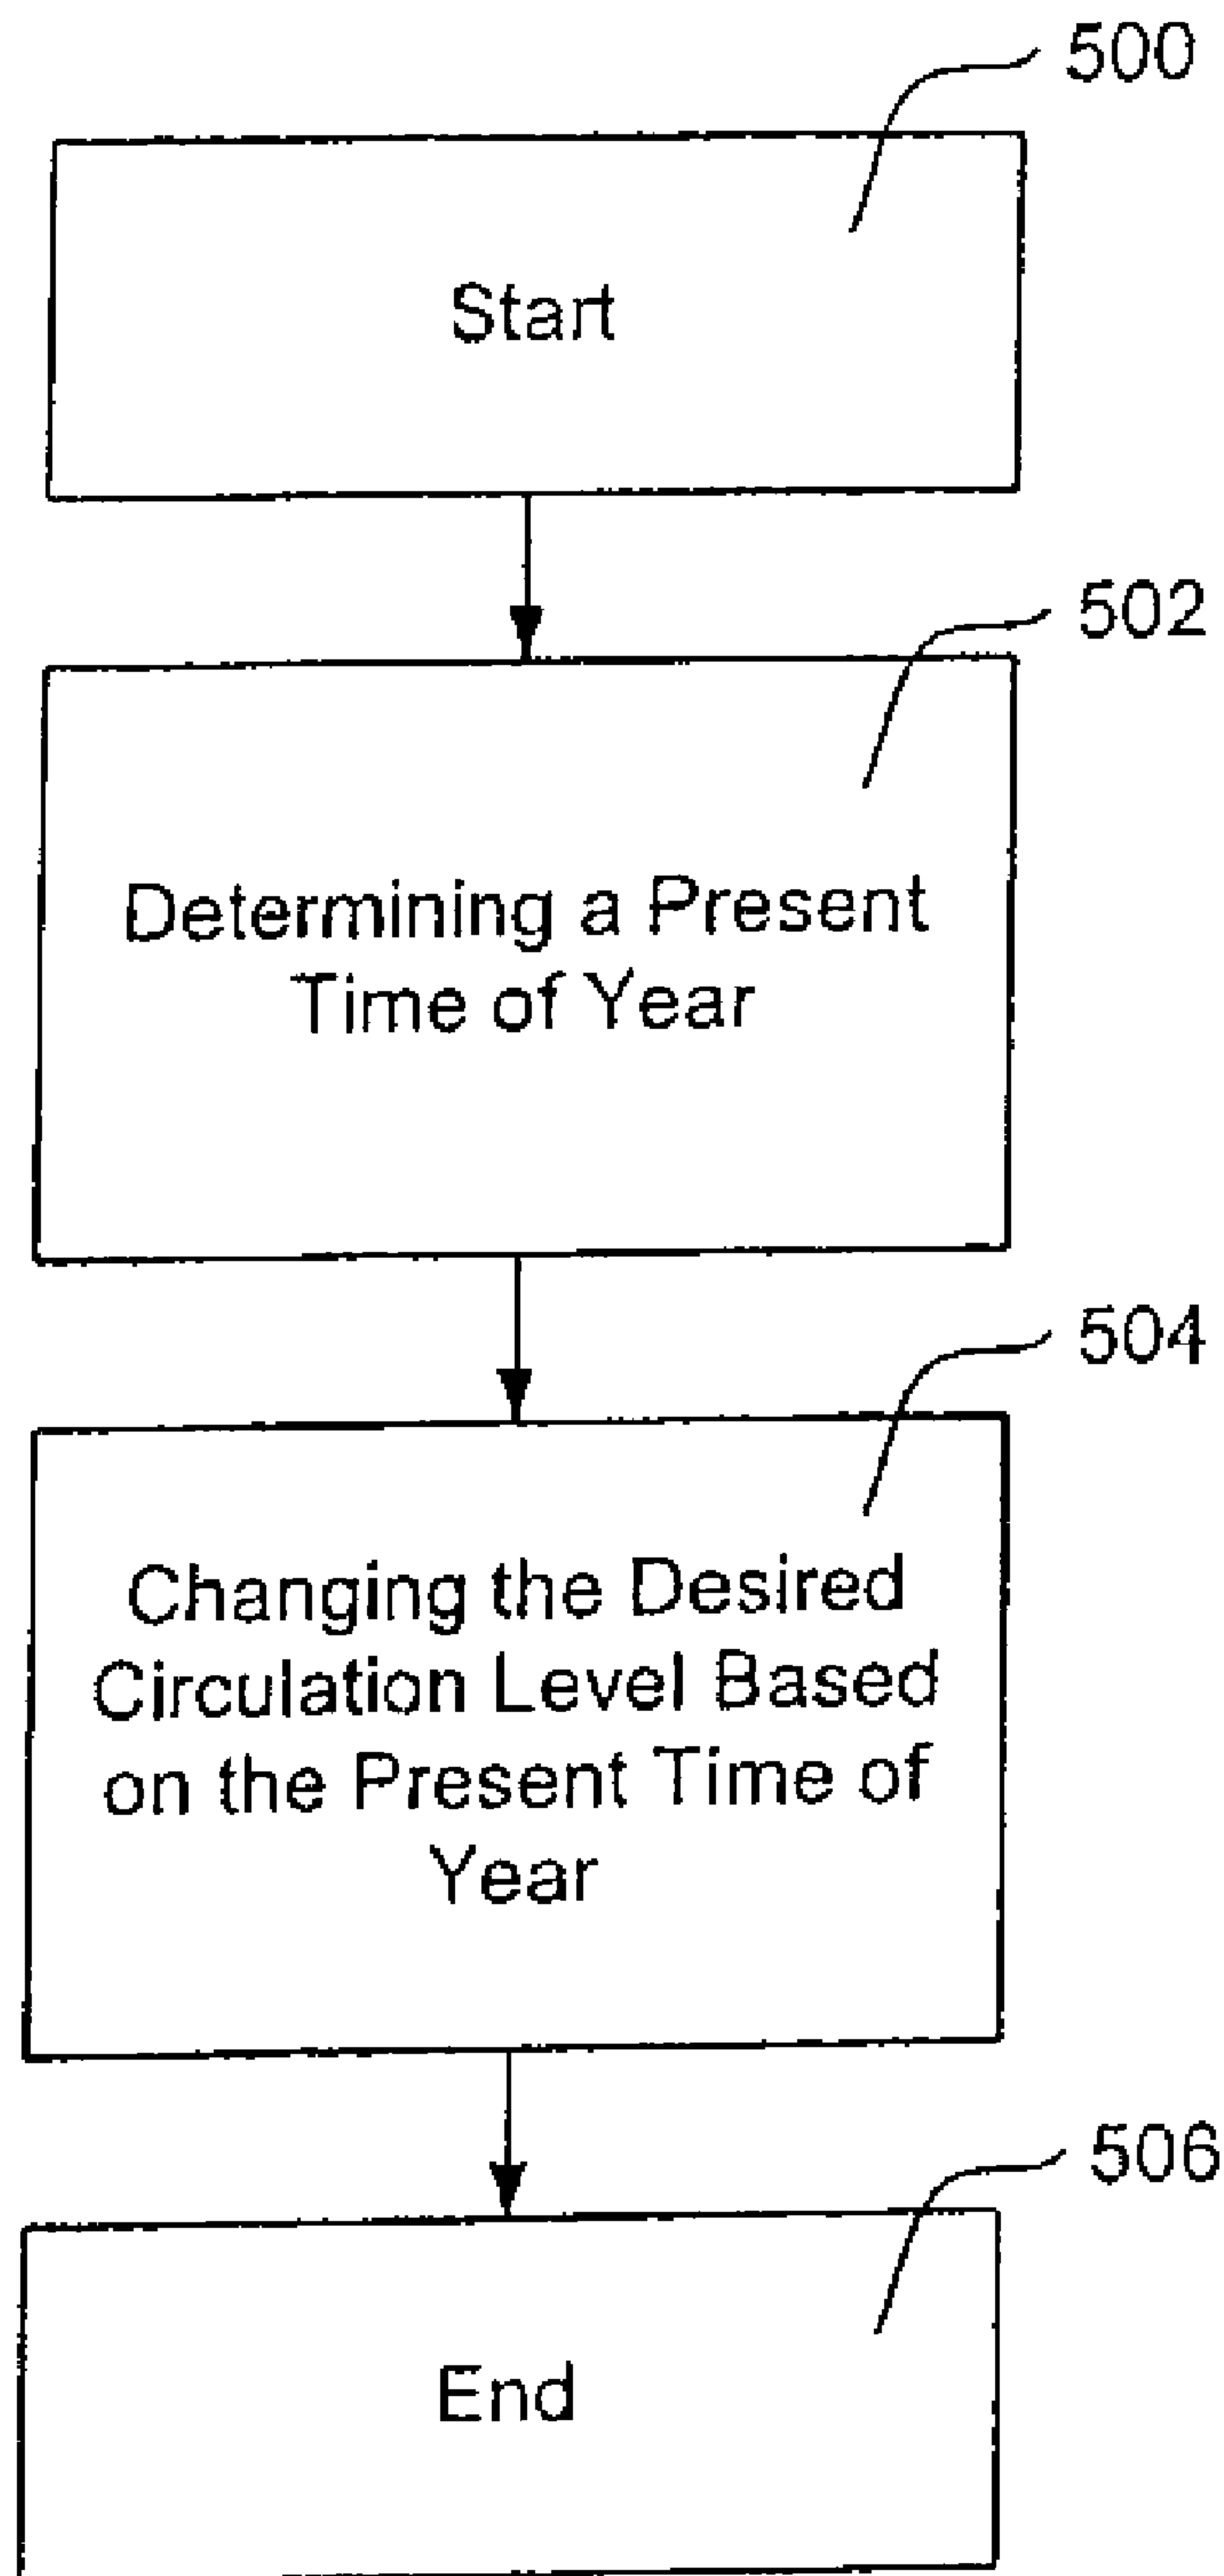 500
Start
502
Determining a Present
Time of Year
504
Changing the Desired
Circulation Level Based
on the Present Time of
Year
506
End